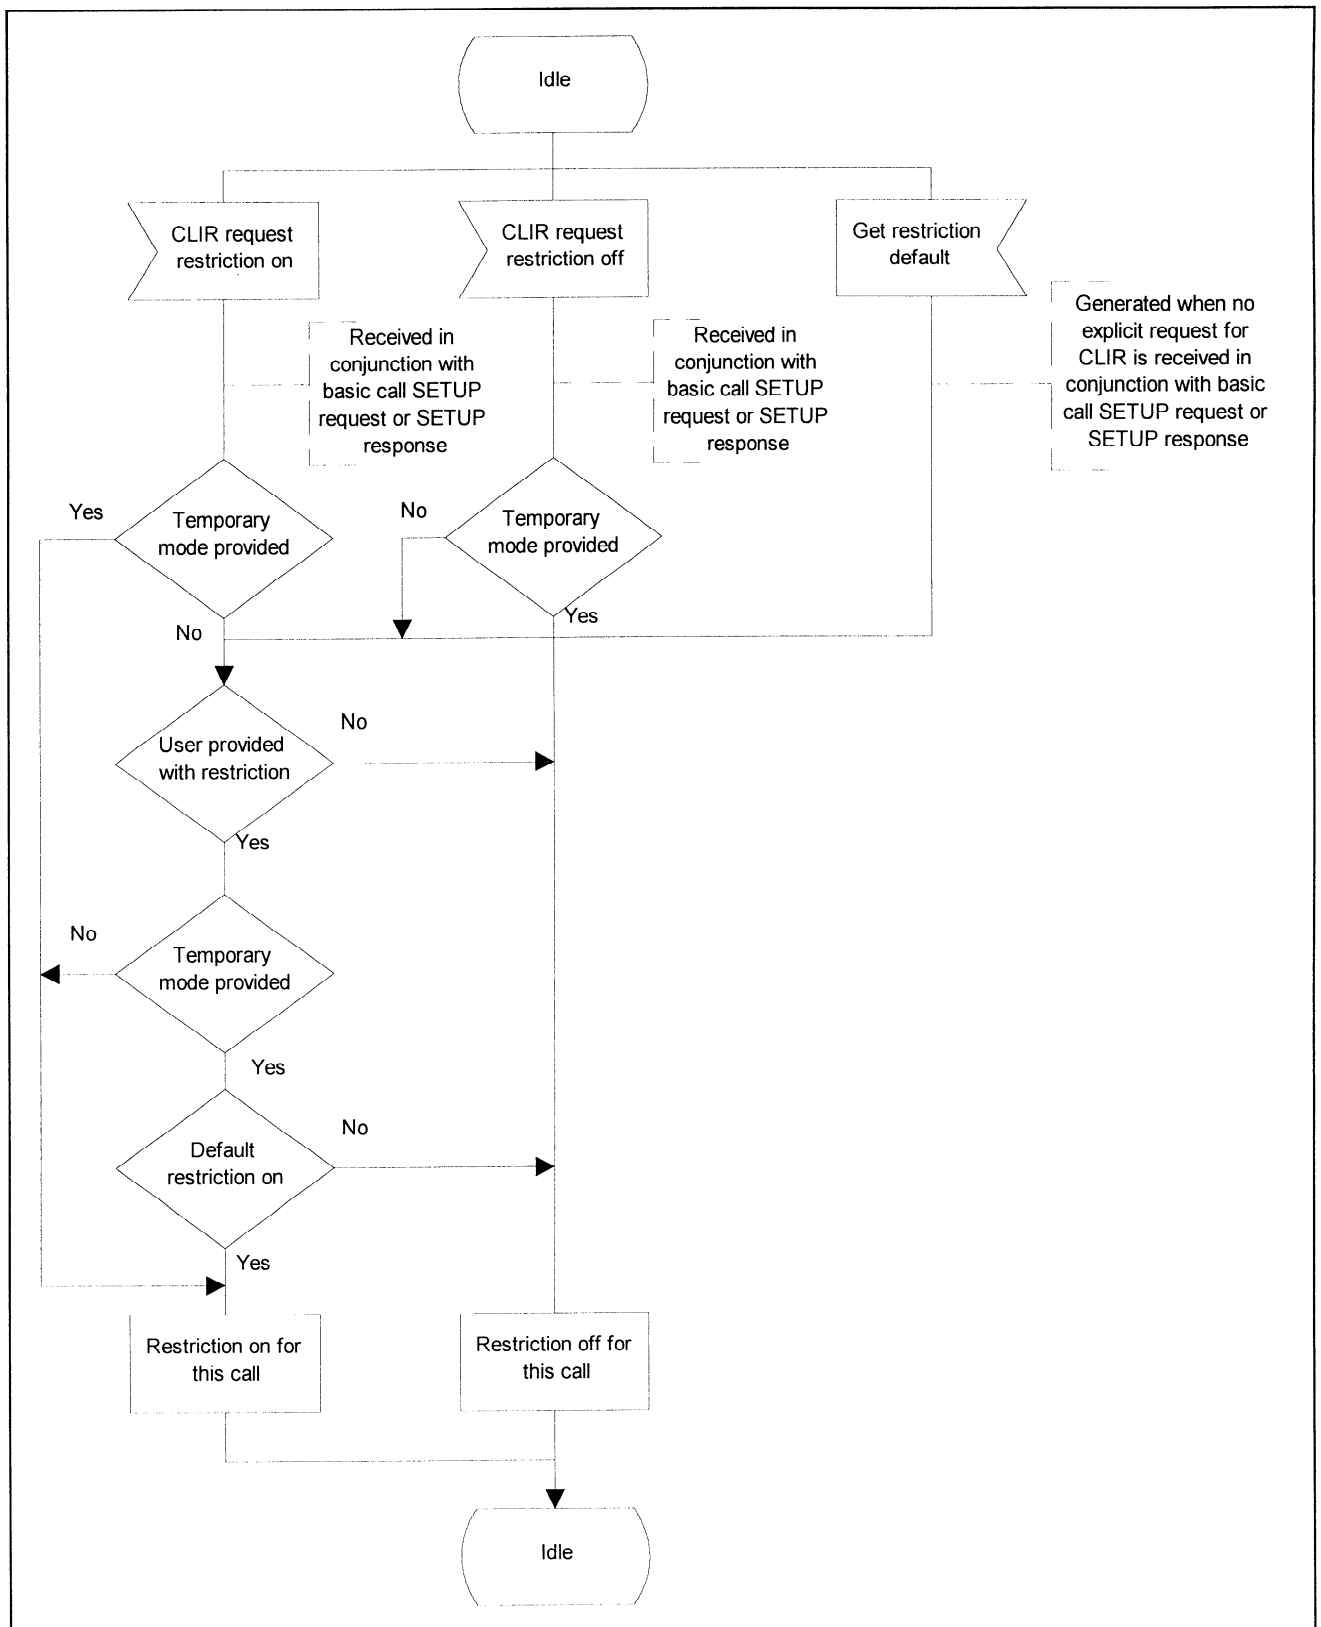 Idle
CLIR request
restriction on
CLIR request
restriction off
Get restriction
default
Received in
conjunction with
basic call SETUP
request or SETUP
response
Received in
conjunction with
basic call SETUP
request or SETUP
response
Generated when no
explicit request for
CLIR is received in
conjunction with basic
call SETUP request or
SETUP response
Yes
Temporary
mode provided
No
No
Temporary
mode provided
Yes
User provided
with restriction
No
Yes
No
Temporary
mode provided
Yes
Default
restriction on
No
Yes
Restriction on for
this call
Restriction off for
this call
Idle